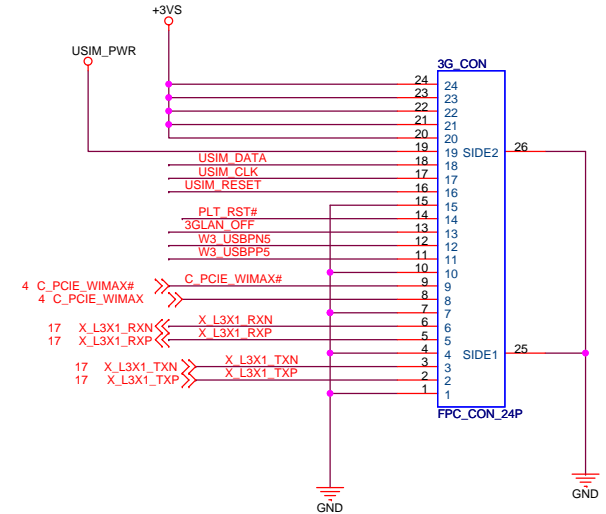 +3VS
USIM_PWR
3G_CON
24 24
23 23
22 22
21 21
20 20
19 19 SIDE2 26
USIM_DATA 18 18
USIM_CLK 17 17
USIM_RESET 16 16
15 15
PLT_RST# 14 14
3GLAN_OFF 13 13
W3_USBPN5 12 12
W3_USBPP5 11 11
10 10
4 C_PCIE_WIMAX# C_PCIE_WIMAX# 9 9
4 C_PCIE_WIMAX 8 8
7 7
17 X_L3X1_RXN X_L3X1_RXN 6 6
17 X_L3X1_RXP X_L3X1_RXP 5 5
4 4 SIDE1 25
17 X_L3X1_TXN X_L3X1_TXN 3 3
17 X_L3X1_TXP X_L3X1_TXP 2 2
1 1
FPC_CON_24P
GND
GND